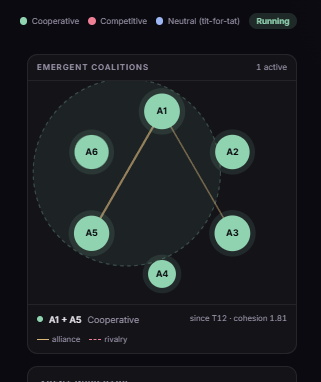 Cooperative Competitive Neutral (tit-for-tat) Running
EMERGENT COALITIONS 1 active
A1
A6 A2
A5 A3
A4
A1 + A5 Cooperative since T12 · cohesion 1.81
alliance rivalry